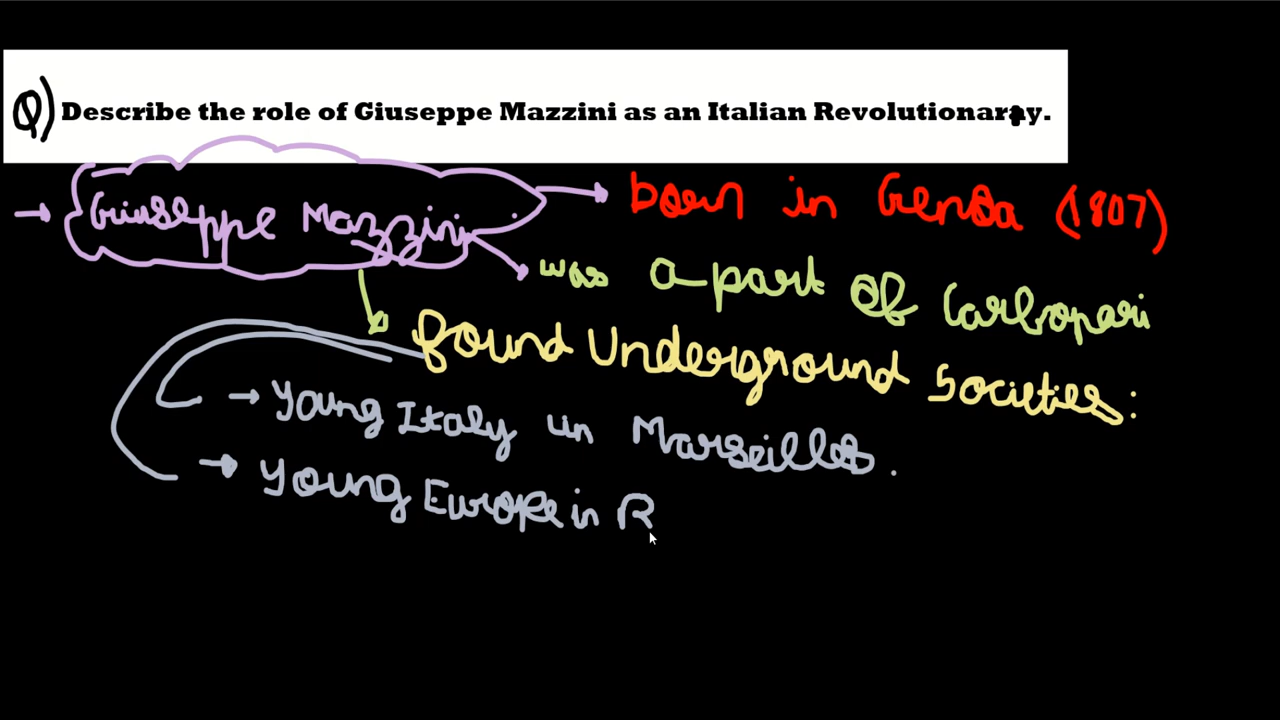 Q) Describe the role of Giuseppe Mazzini as an Italian Revolutionaray.
Giuseppe Mazzini
born in Genoa (1807)
was a part of Carbonari
found Underground Societies:
Young Italy in Marseilles.
Young Europe in B